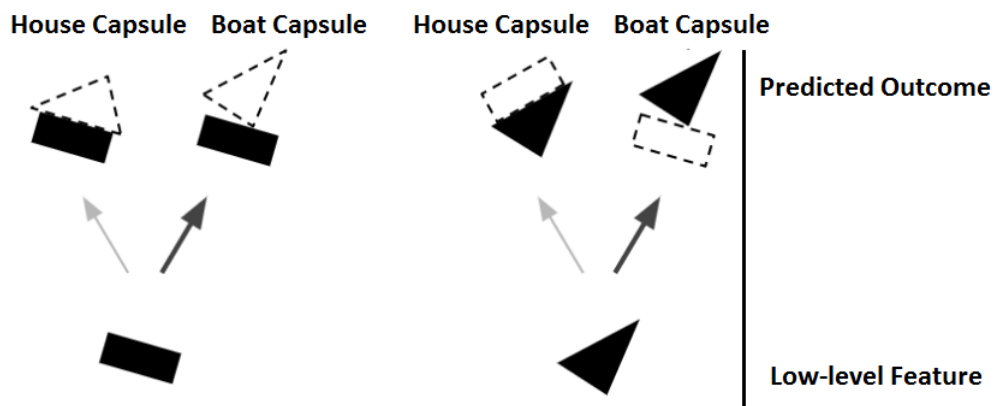 House Capsule Boat Capsule House Capsule Boat Capsule
Predicted Outcome
Low-level Feature